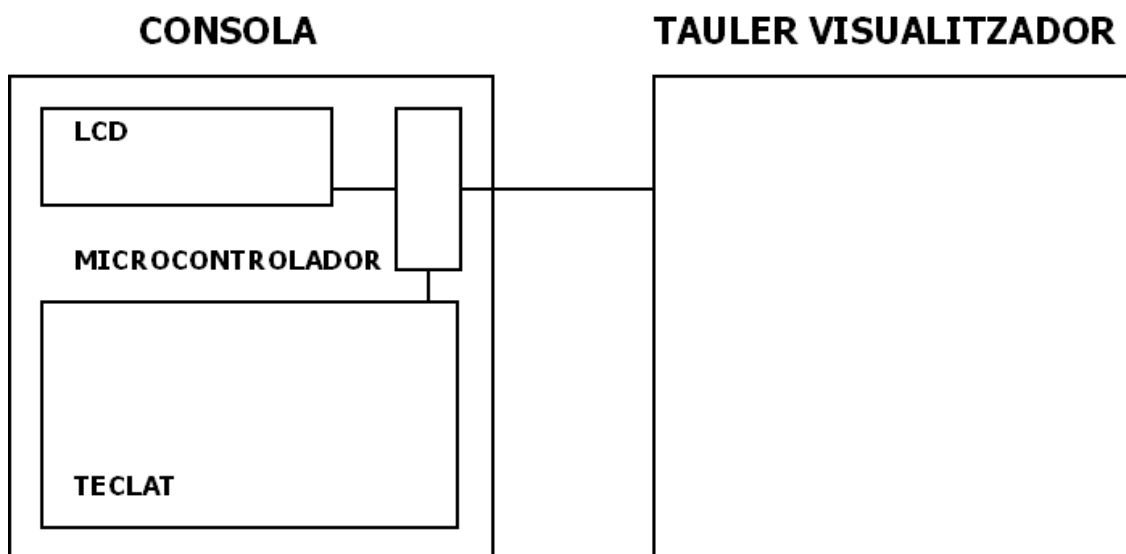 CONSOLA
TAULER VISUALITZADOR
LCD
MICROCONTROLADOR
TECLAT